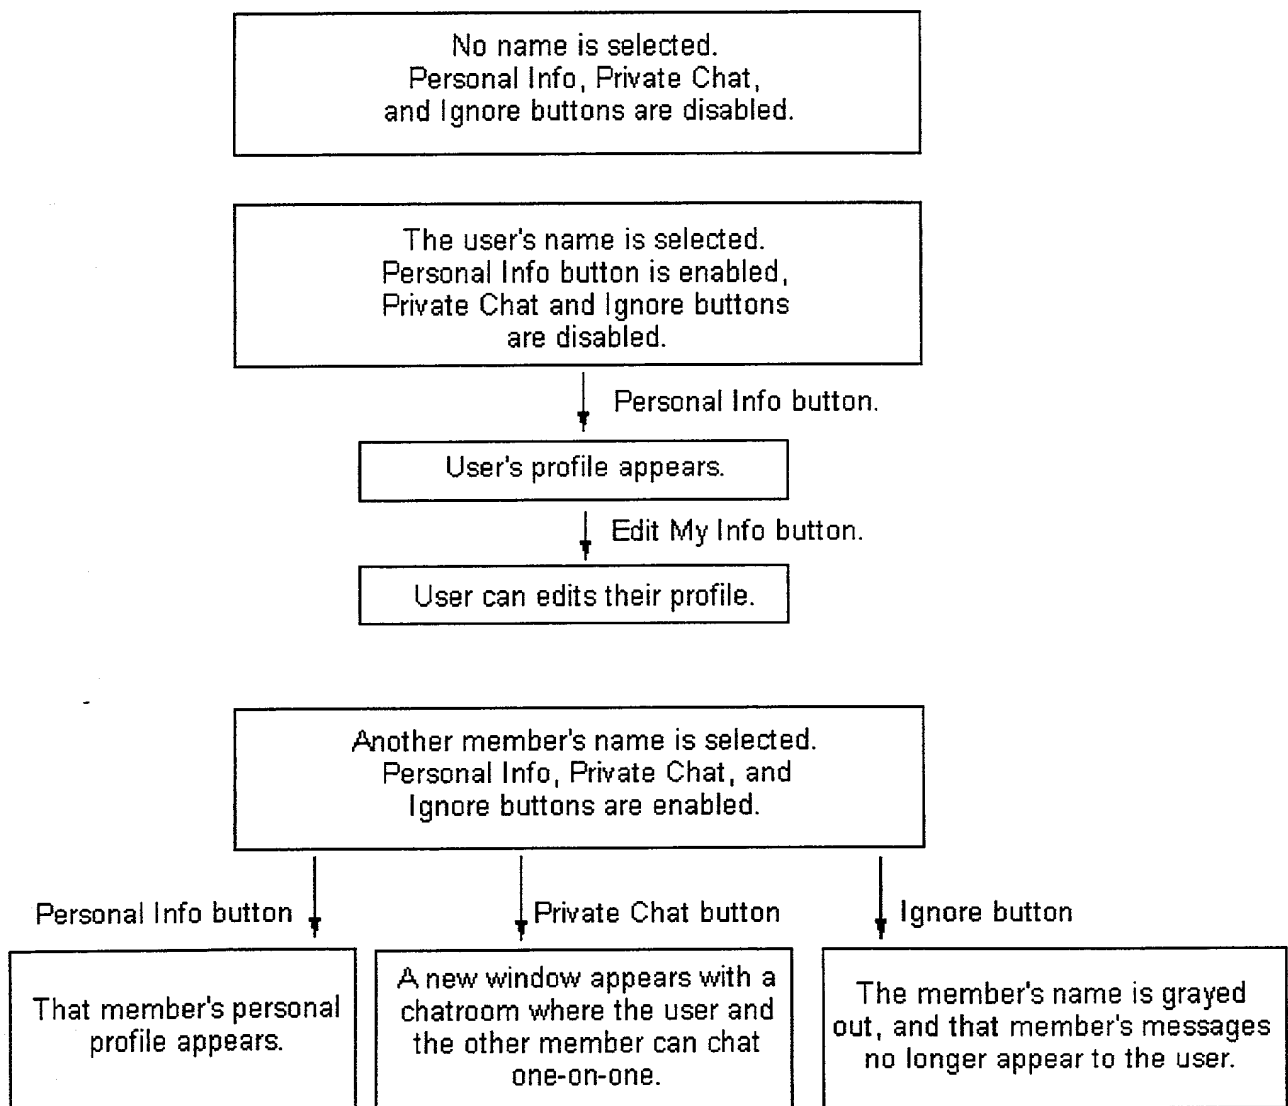 No name is selected.
Personal Info, Private Chat,
and Ignore buttons are disabled.
The user's name is selected.
Personal Info button is enabled,
Private Chat and Ignore buttons
are disabled.
Personal Info button.
User's profile appears.
Edit My Info button.
User can edits their profile.
Another member's name is selected.
Personal Info, Private Chat, and
Ignore buttons are enabled.
Personal Info button
Private Chat button
Ignore button
That member's personal
profile appears.
A new window appears with a
chatroom where the user and
the other member can chat
one-on-one.
The member's name is grayed
out, and that member's messages
no longer appear to the user.